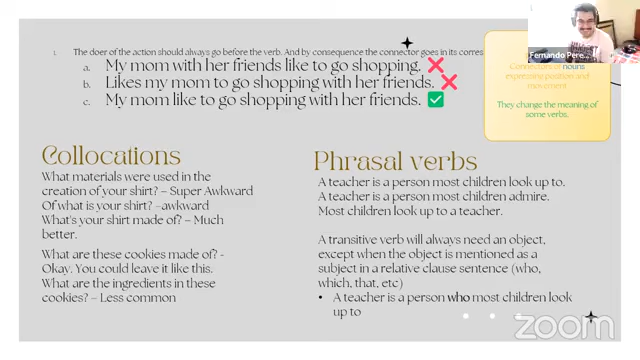 Fernando Pere...
1. The doer of the action should always go before the verb. And by consequence the connector goes in its corres
a. My mom with her friends like to go shopping. ❌
b. Likes my mom to go shopping with her friends. ❌
c. My mom like to go shopping with her friends. ✅
Connectors of nouns
expressing position and
movement
They change the meaning of
some verbs.
Collocations
What materials were used in the
creation of your shirt? – Super Awkward
Of what is your shirt? –awkward
What's your shirt made of? – Much
better.
What are these cookies made of? -
Okay. You could leave it like this.
What are the ingredients in these
cookies? – Less common
Phrasal verbs
A teacher is a person most children look up to.
A teacher is a person most children admire.
Most children look up to a teacher.
A transitive verb will always need an object,
except when the object is mentioned as a
subject in a relative clause sentence (who,
which, that, etc)
• A teacher is a person who most children look
up to
zoom